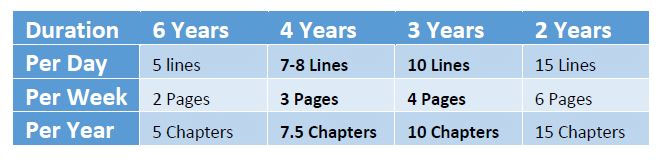 Duration 6 Years 4 Years 3 Years 2 Years
Per Day 5 lines 7-8 Lines 10 Lines 15 Lines
Per Week 2 Pages 3 Pages 4 Pages 6 Pages
Per Year 5 Chapters 7.5 Chapters 10 Chapters 15 Chapters